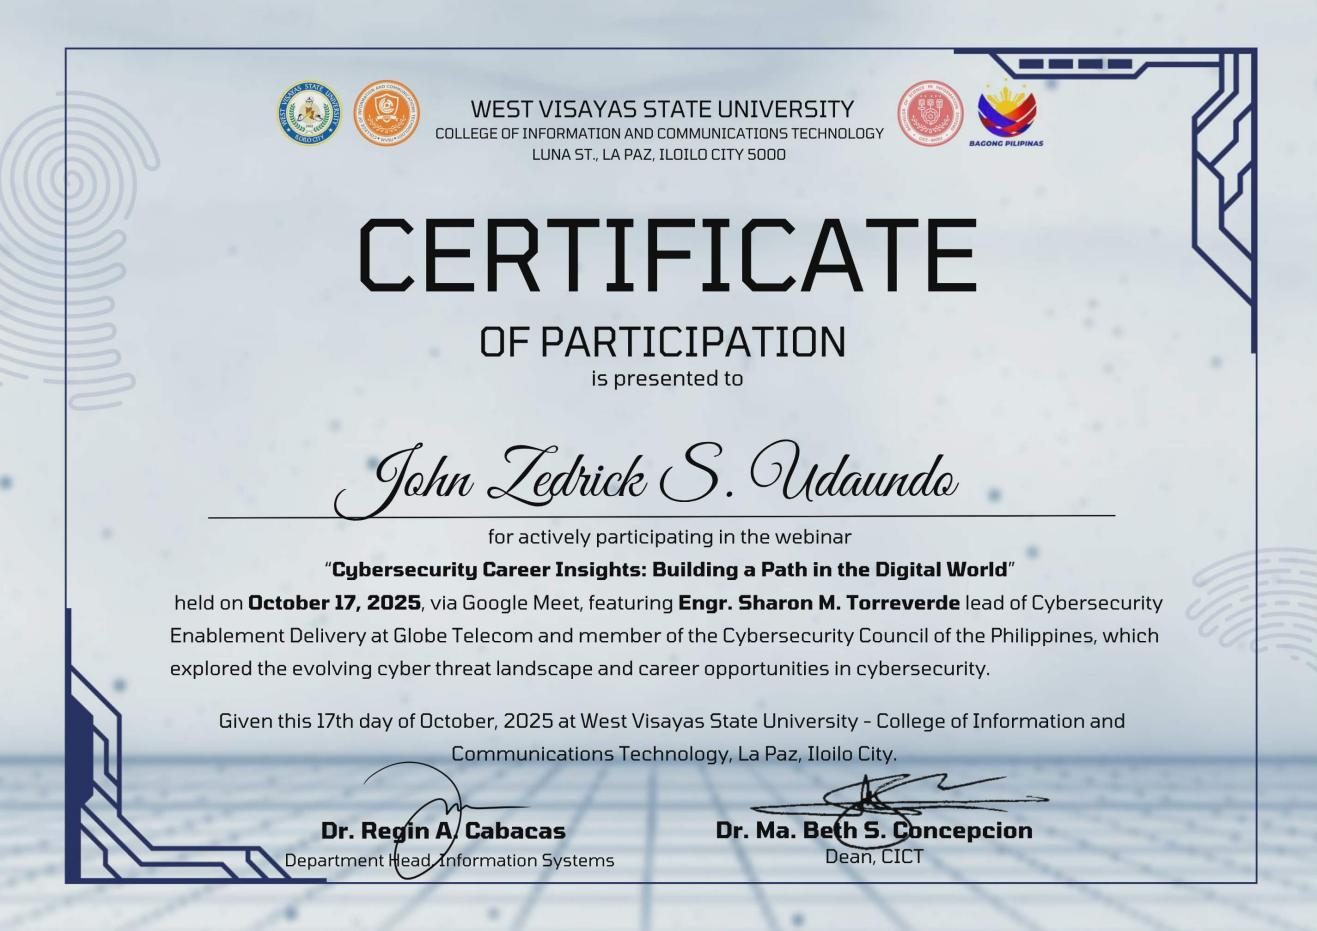 WEST VISAYAS STATE UNIVERSITY
COLLEGE OF INFORMATION AND COMMUNICATIONS TECHNOLOGY
LUNA ST., LA PAZ, ILOILO CITY 5000
BAGONG PILIPINAS
CERTIFICATE
OF PARTICIPATION
is presented to
John Zedrick S. Udaundo
for actively participating in the webinar
“Cybersecurity Career Insights: Building a Path in the Digital World”
held on October 17, 2025, via Google Meet, featuring Engr. Sharon M. Torreverde lead of Cybersecurity
Enablement Delivery at Globe Telecom and member of the Cybersecurity Council of the Philippines, which
explored the evolving cyber threat landscape and career opportunities in cybersecurity.
Given this 17th day of October, 2025 at West Visayas State University - College of Information and
Communications Technology, La Paz, Iloilo City.
Dr. Regin A. Cabacas
Department Head, Information Systems
Dr. Ma. Beth S. Concepcion
Dean, CICT